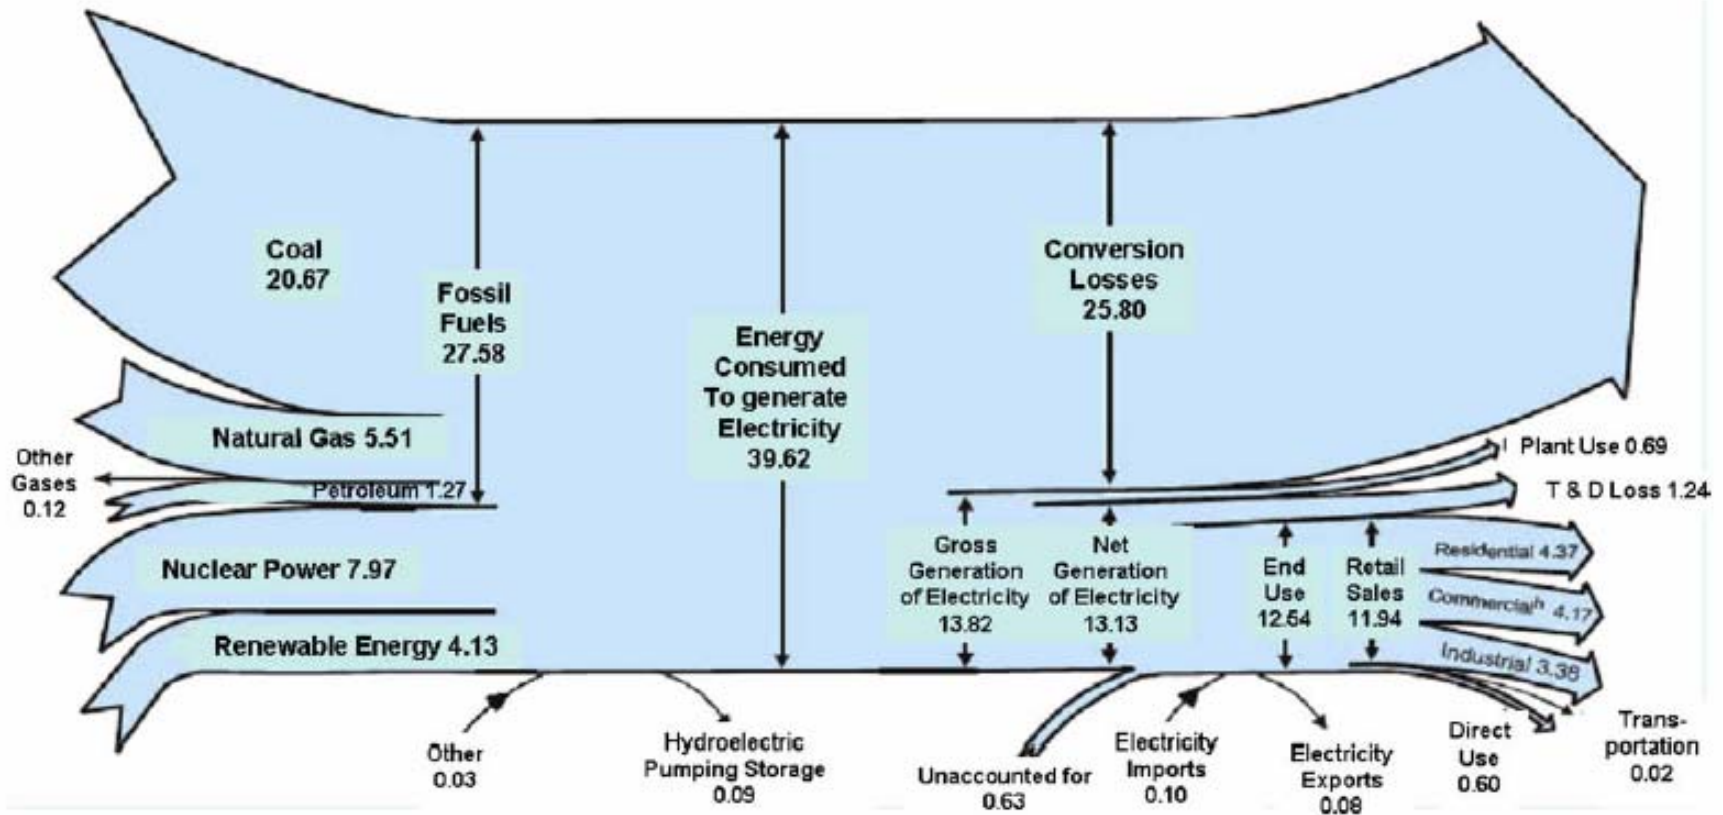 Coal
20.67
Fossil
Fuels
27.58
Energy
Consumed
To generate
Electricity
39.62
Conversion
Losses
25.80
Natural Gas 5.51
Other
Gases
0.12
Petroleum 1.27
Nuclear Power 7.97
Renewable Energy 4.13
Other
0.03
Hydroelectric
Pumping Storage
0.09
Gross
Generation
of Electricity
13.82
Net
Generation
of Electricity
13.13
End
Use
12.54
Retail
Sales
11.94
Plant Use 0.69
T & D Loss 1.24
Residential 4.37
Commercialh 4.17
Industrial 3.38
Unaccounted for
0.63
Electricity
Imports
0.10
Electricity
Exports
0.08
Direct
Use
0.60
Trans-
portation
0.02